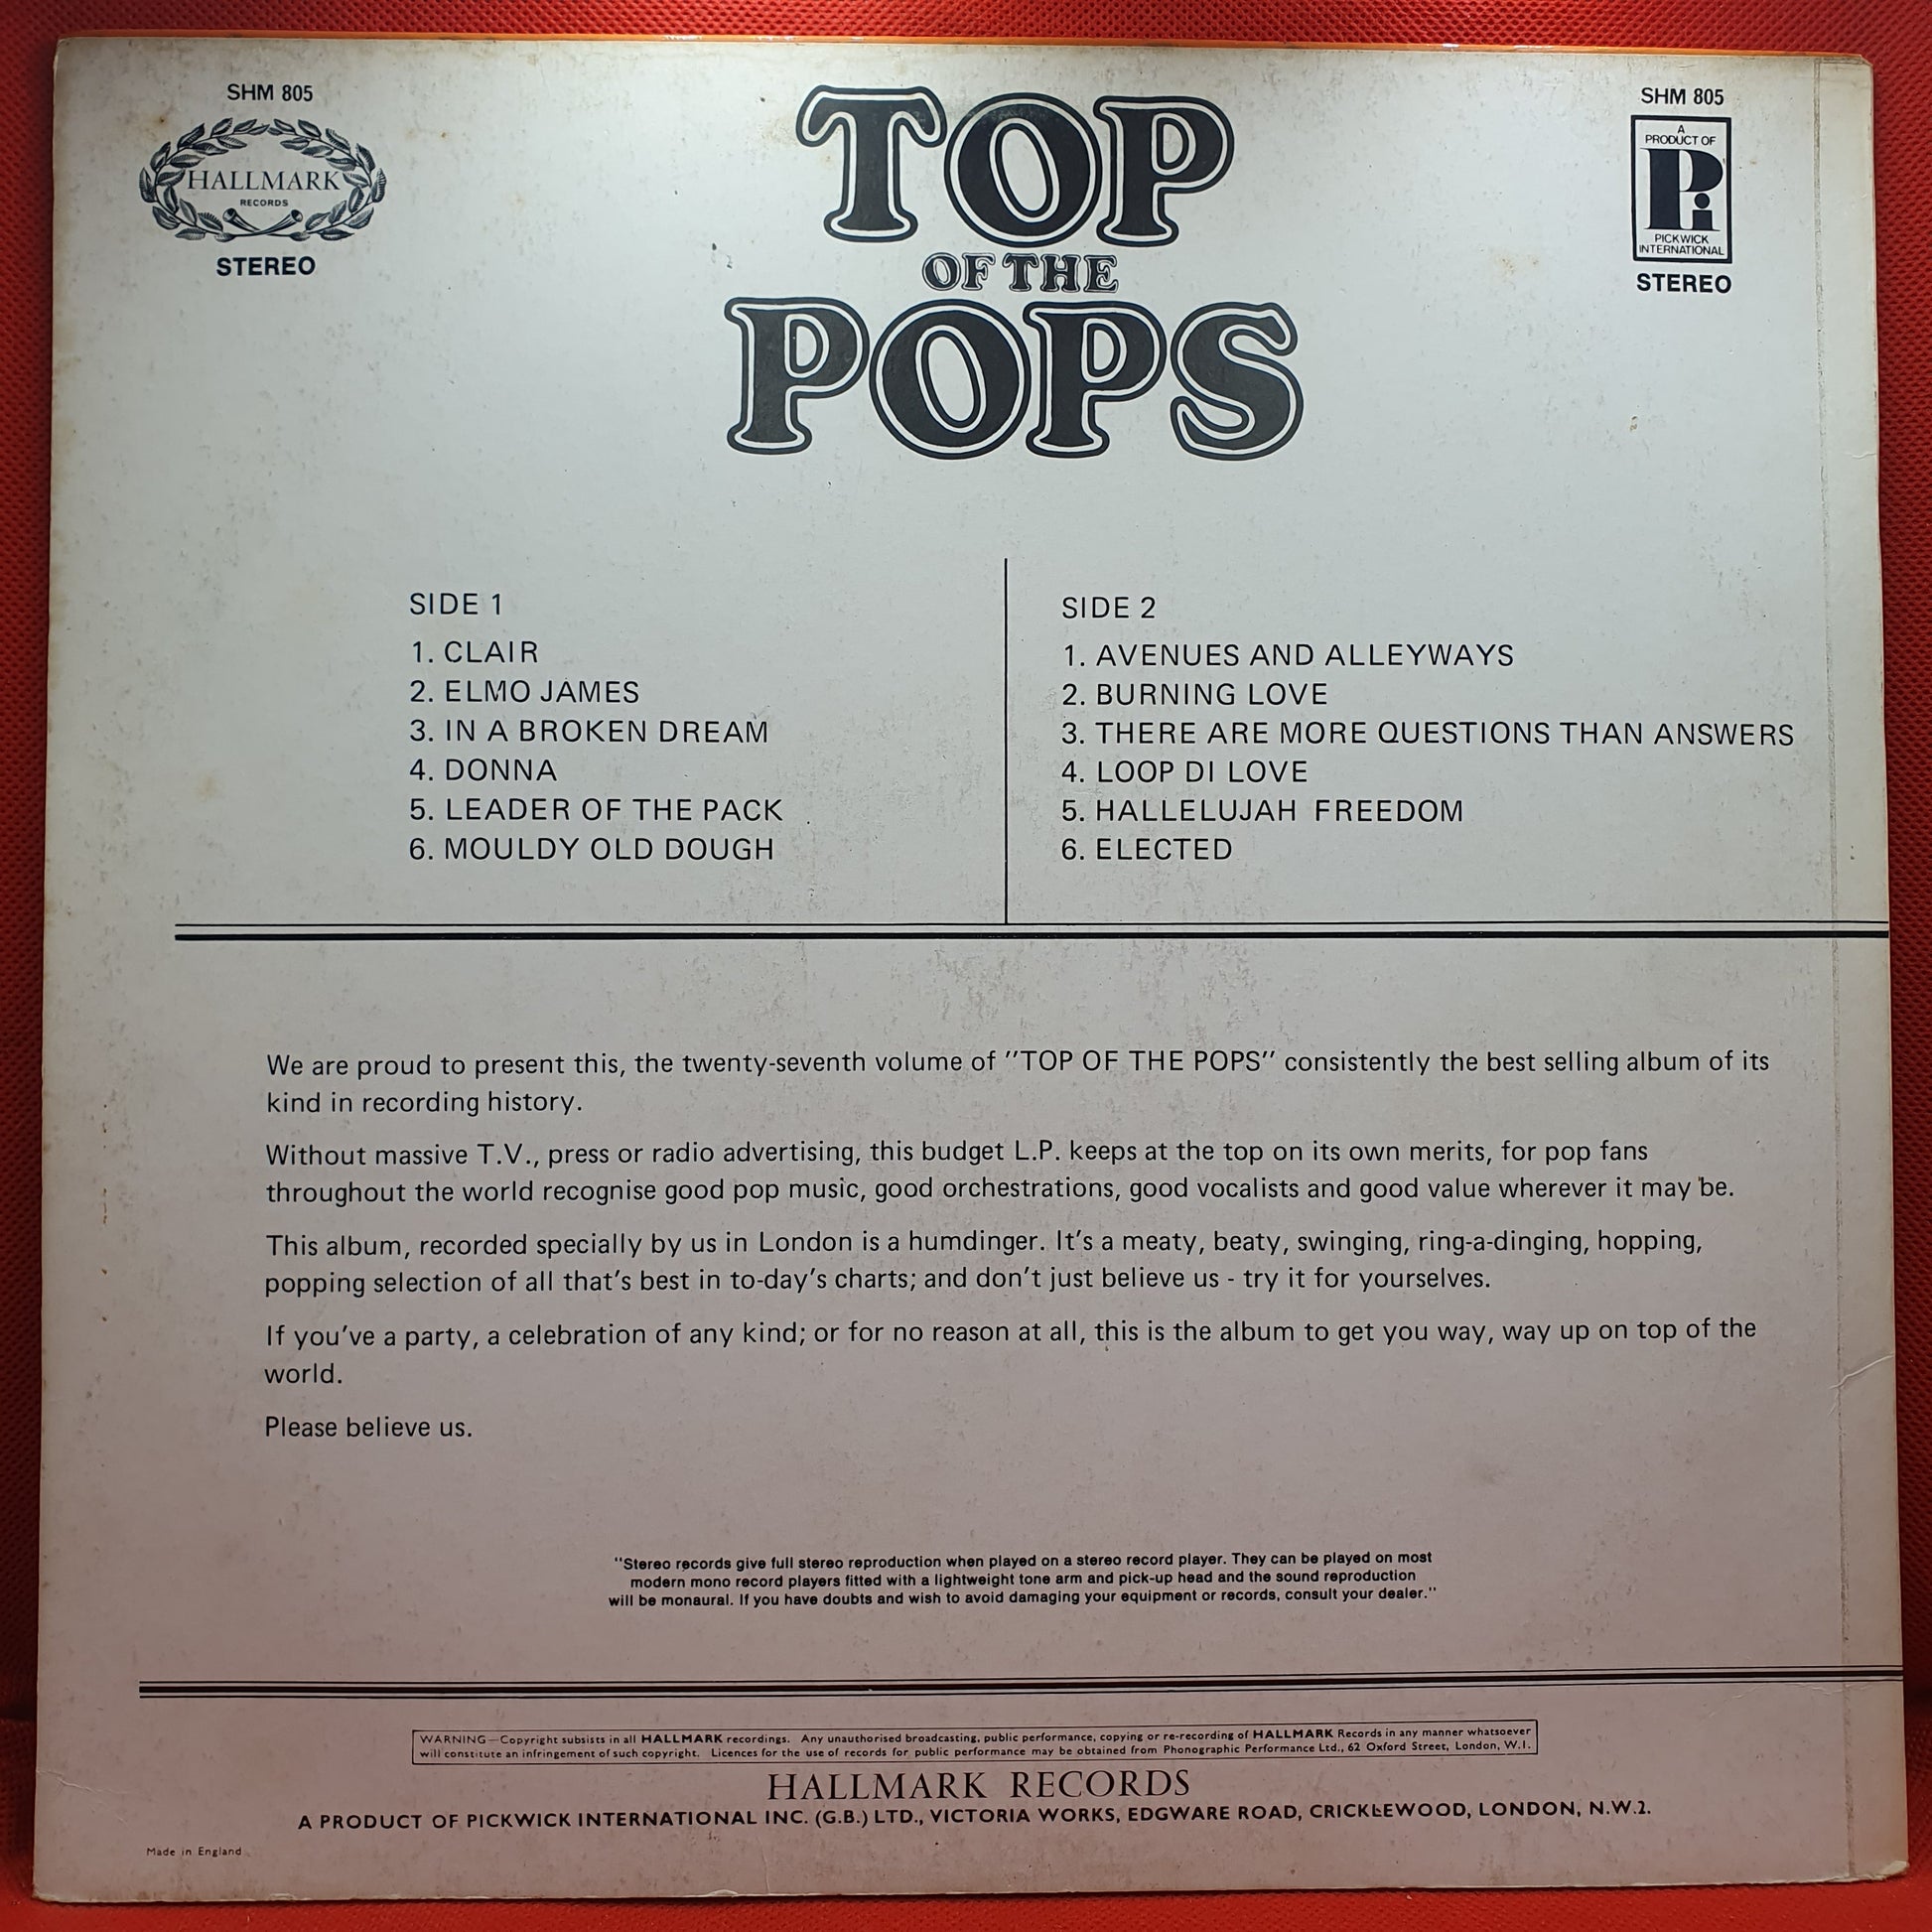 SHM 805
HALLMARK
RECORDS
STEREO
TOP
OF THE
POPS
SHM 805
A
PRODUCT OF
Pi
PICKWICK
INTERNATIONAL
STEREO
SIDE 1
1. CLAIR
2. ELMO JAMES
3. IN A BROKEN DREAM
4. DONNA
5. LEADER OF THE PACK
6. MOULDY OLD DOUGH
SIDE 2
1. AVENUES AND ALLEYWAYS
2. BURNING LOVE
3. THERE ARE MORE QUESTIONS THAN ANSWERS
4. LOOP DI LOVE
5. HALLELUJAH FREEDOM
6. ELECTED
We are proud to present this, the twenty-seventh volume of "TOP OF THE POPS" consistently the best selling album of its
kind in recording history.
Without massive T.V., press or radio advertising, this budget L.P. keeps at the top on its own merits, for pop fans
throughout the world recognise good pop music, good orchestrations, good vocalists and good value wherever it may be.
This album, recorded specially by us in London is a humdinger. It's a meaty, beaty, swinging, ring-a-dinging, hopping,
popping selection of all that's best in to-day's charts; and don't just believe us - try it for yourselves.
If you've a party, a celebration of any kind; or for no reason at all, this is the album to get you way, way up on top of the
world.
Please believe us.
"Stereo records give full stereo reproduction when played on a stereo record player. They can be played on most
modern mono record players fitted with a lightweight tone arm and pick-up head and the sound reproduction
will be monaural. If you have doubts and wish to avoid damaging your equipment or records, consult your dealer."
WARNING—Copyright subsists in all HALLMARK recordings. Any unauthorised broadcasting, public performance, copying or re-recording of HALLMARK Records in any manner whatsoever
will constitute an infringement of such copyright. Licences for the use of records for public performance may be obtained from Phonographic Performance Ltd., 62 Oxford Street, London, W.1.
HALLMARK RECORDS
A PRODUCT OF PICKWICK INTERNATIONAL INC. (G.B.) LTD., VICTORIA WORKS, EDGWARE ROAD, CRICKLEWOOD, LONDON, N.W.2.
Made in England